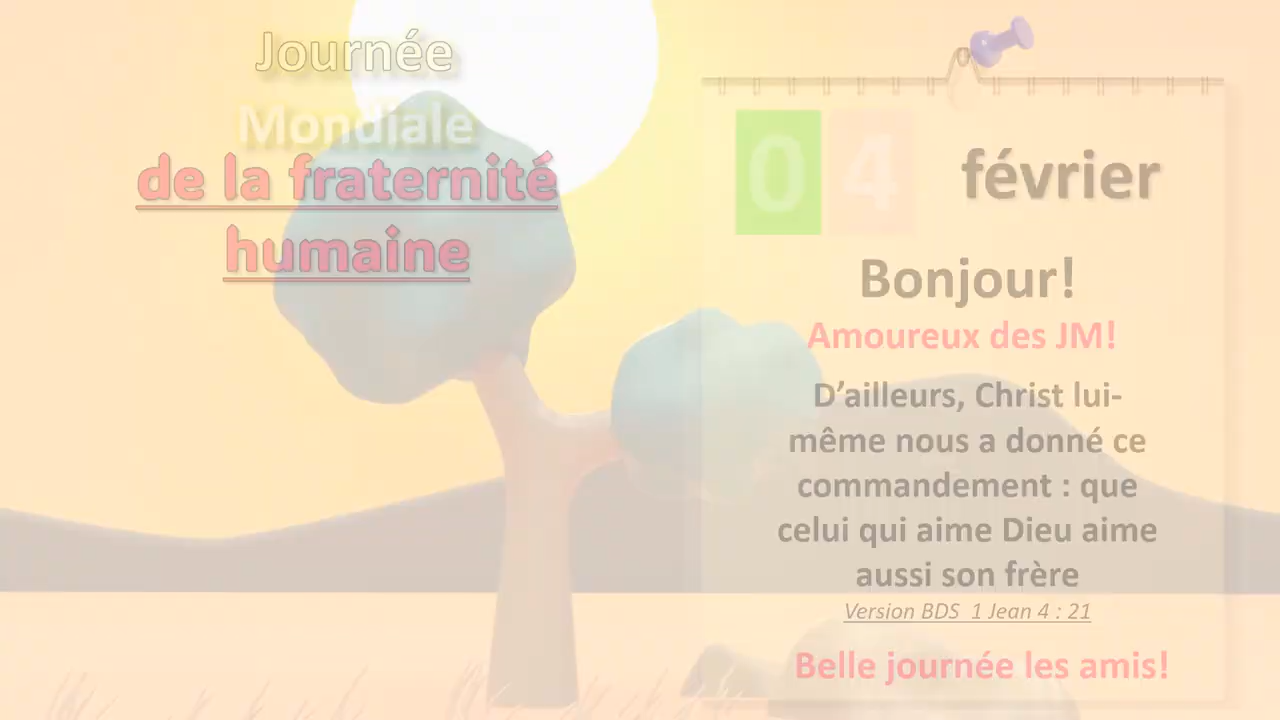 Journée
Mondiale
de la fraternité
humaine
04 février
Bonjour!
Amoureux des JM!
D’ailleurs, Christ lui-
même nous a donné ce
commandement : que
celui qui aime Dieu aime
aussi son frère
Version BDS 1 Jean 4 : 21
Belle journée les amis!